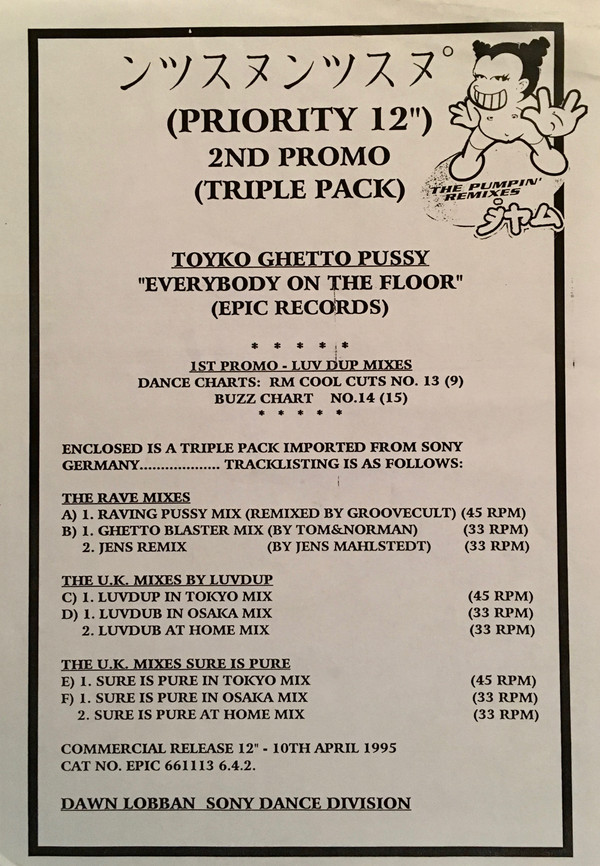 ンツスヌンツスヌ゜
(PRIORITY 12")
2ND PROMO
(TRIPLE PACK)
THE PUMPIN'
REMIXES
ジャム
TOYKO GHETTO PUSSY
"EVERYBODY ON THE FLOOR"
(EPIC RECORDS)
* * * * *
1ST PROMO - LUV DUP MIXES
DANCE CHARTS: RM COOL CUTS NO. 13 (9)
BUZZ CHART NO.14 (15)
* * * * *
ENCLOSED IS A TRIPLE PACK IMPORTED FROM SONY
GERMANY................... TRACKLISTING IS AS FOLLOWS:
THE RAVE MIXES
A) 1. RAVING PUSSY MIX (REMIXED BY GROOVECULT) (45 RPM)
B) 1. GHETTO BLASTER MIX (BY TOM&NORMAN) (33 RPM)
2. JENS REMIX (BY JENS MAHLSTEDT) (33 RPM)
THE U.K. MIXES BY LUVDUP
C) 1. LUVDUP IN TOKYO MIX (45 RPM)
D) 1. LUVDUB IN OSAKA MIX (33 RPM)
2. LUVDUB AT HOME MIX (33 RPM)
THE U.K. MIXES SURE IS PURE
E) 1. SURE IS PURE IN TOKYO MIX (45 RPM)
F) 1. SURE IS PURE IN OSAKA MIX (33 RPM)
2. SURE IS PURE AT HOME MIX (33 RPM)
COMMERCIAL RELEASE 12" - 10TH APRIL 1995
CAT NO. EPIC 661113 6.4.2.
DAWN LOBBAN SONY DANCE DIVISION